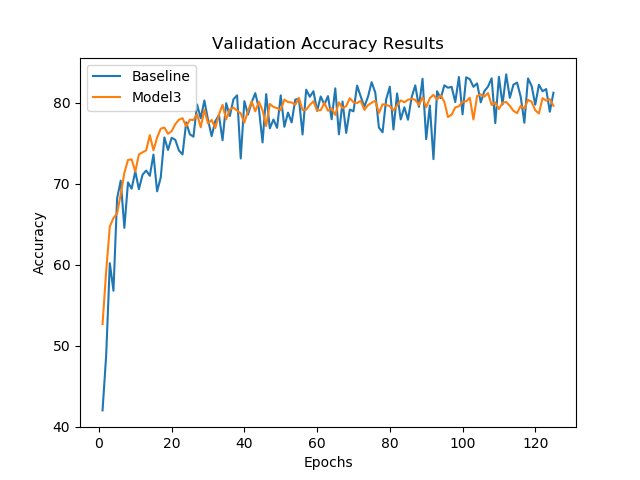 Validation Accuracy Results
Baseline
Model3
Accuracy
80
70
60
50
40
0 20 40 60 80 100 120
Epochs